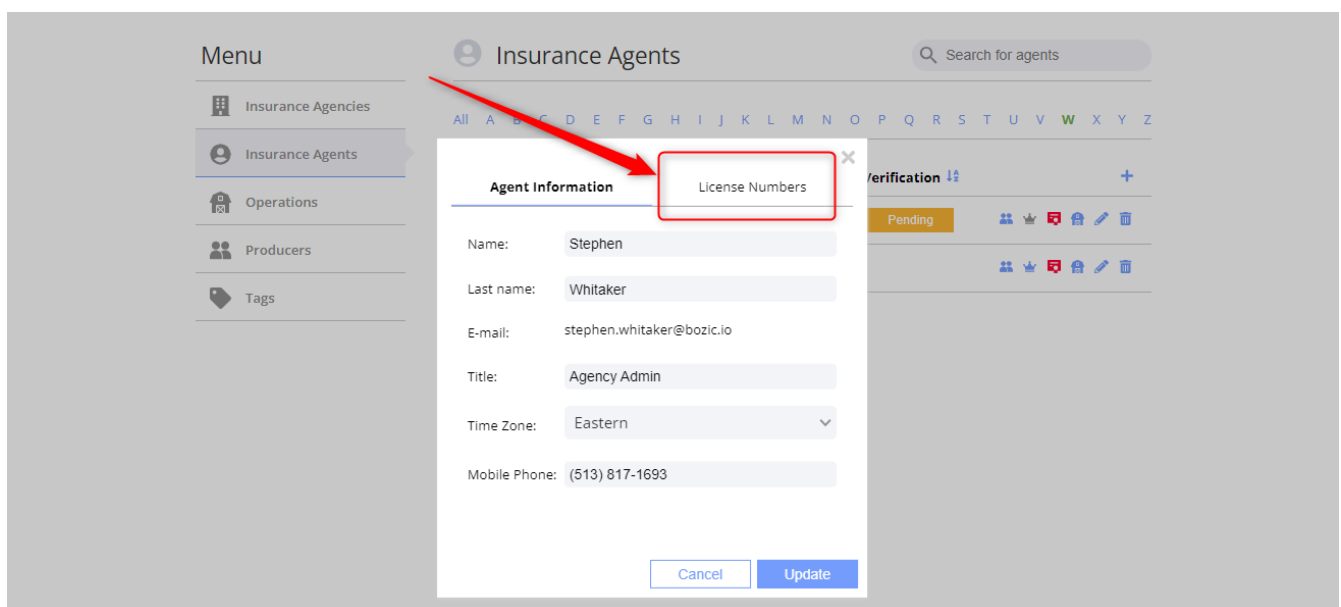 Menu
Insurance Agencies
Insurance Agents
Operations
Producers
Tags
Insurance Agents
Search for agents
All A B C D E F G H I J K L M N O P Q R S T U V W X Y Z
Agent Information License Numbers
Name: Stephen
Last name: Whitaker
E-mail: stephen.whitaker@bozic.io
Title: Agency Admin
Time Zone: Eastern
Mobile Phone: (513) 817-1693
Cancel Update
Verification
Pending